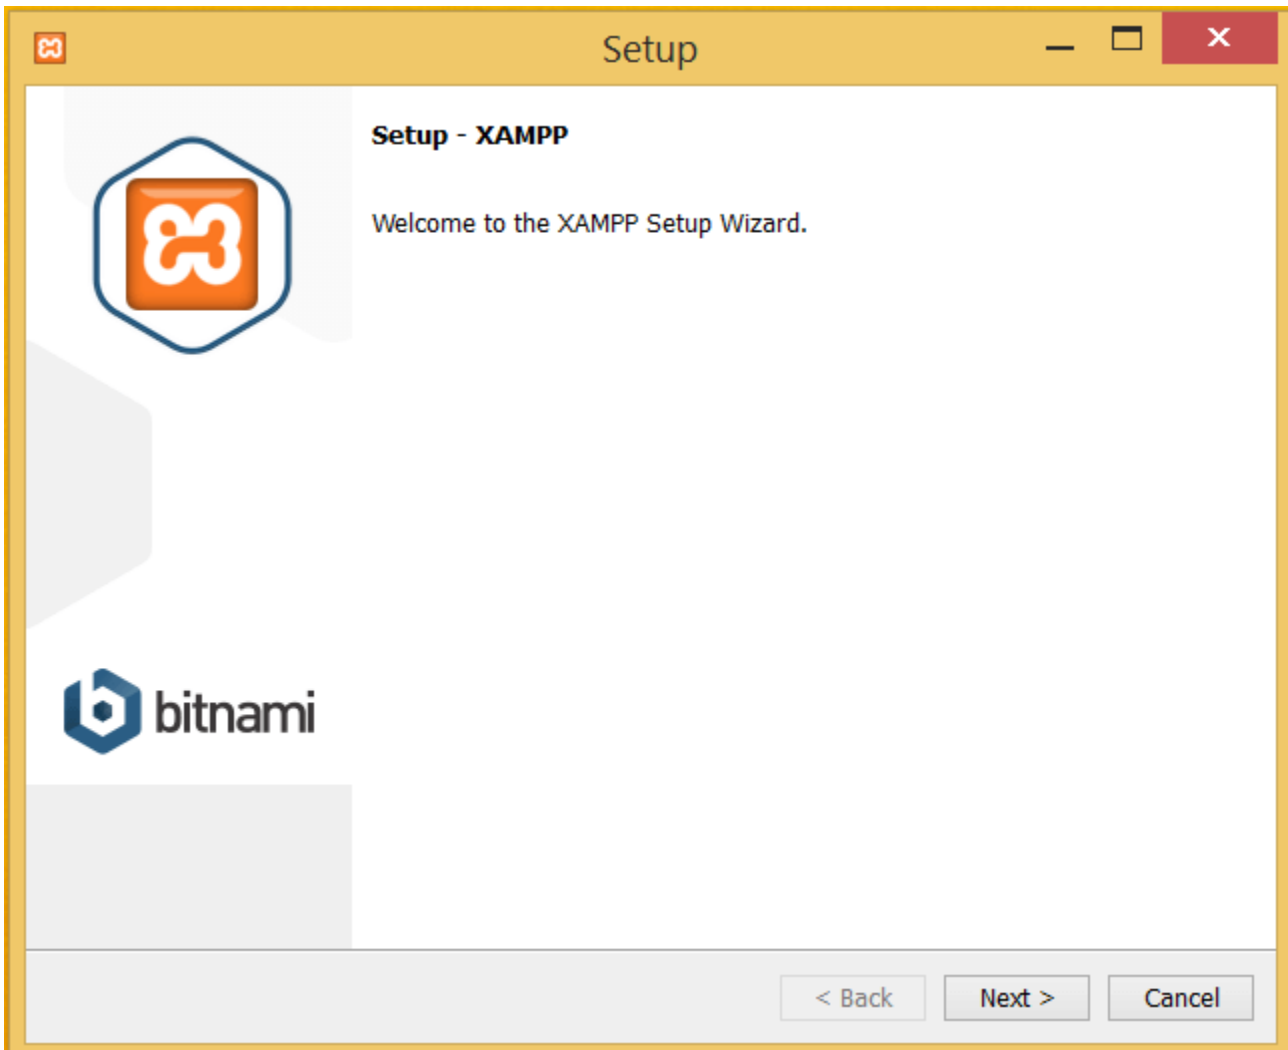 Setup
Setup - XAMPP
Welcome to the XAMPP Setup Wizard.
bitnami
< Back
Next >
Cancel